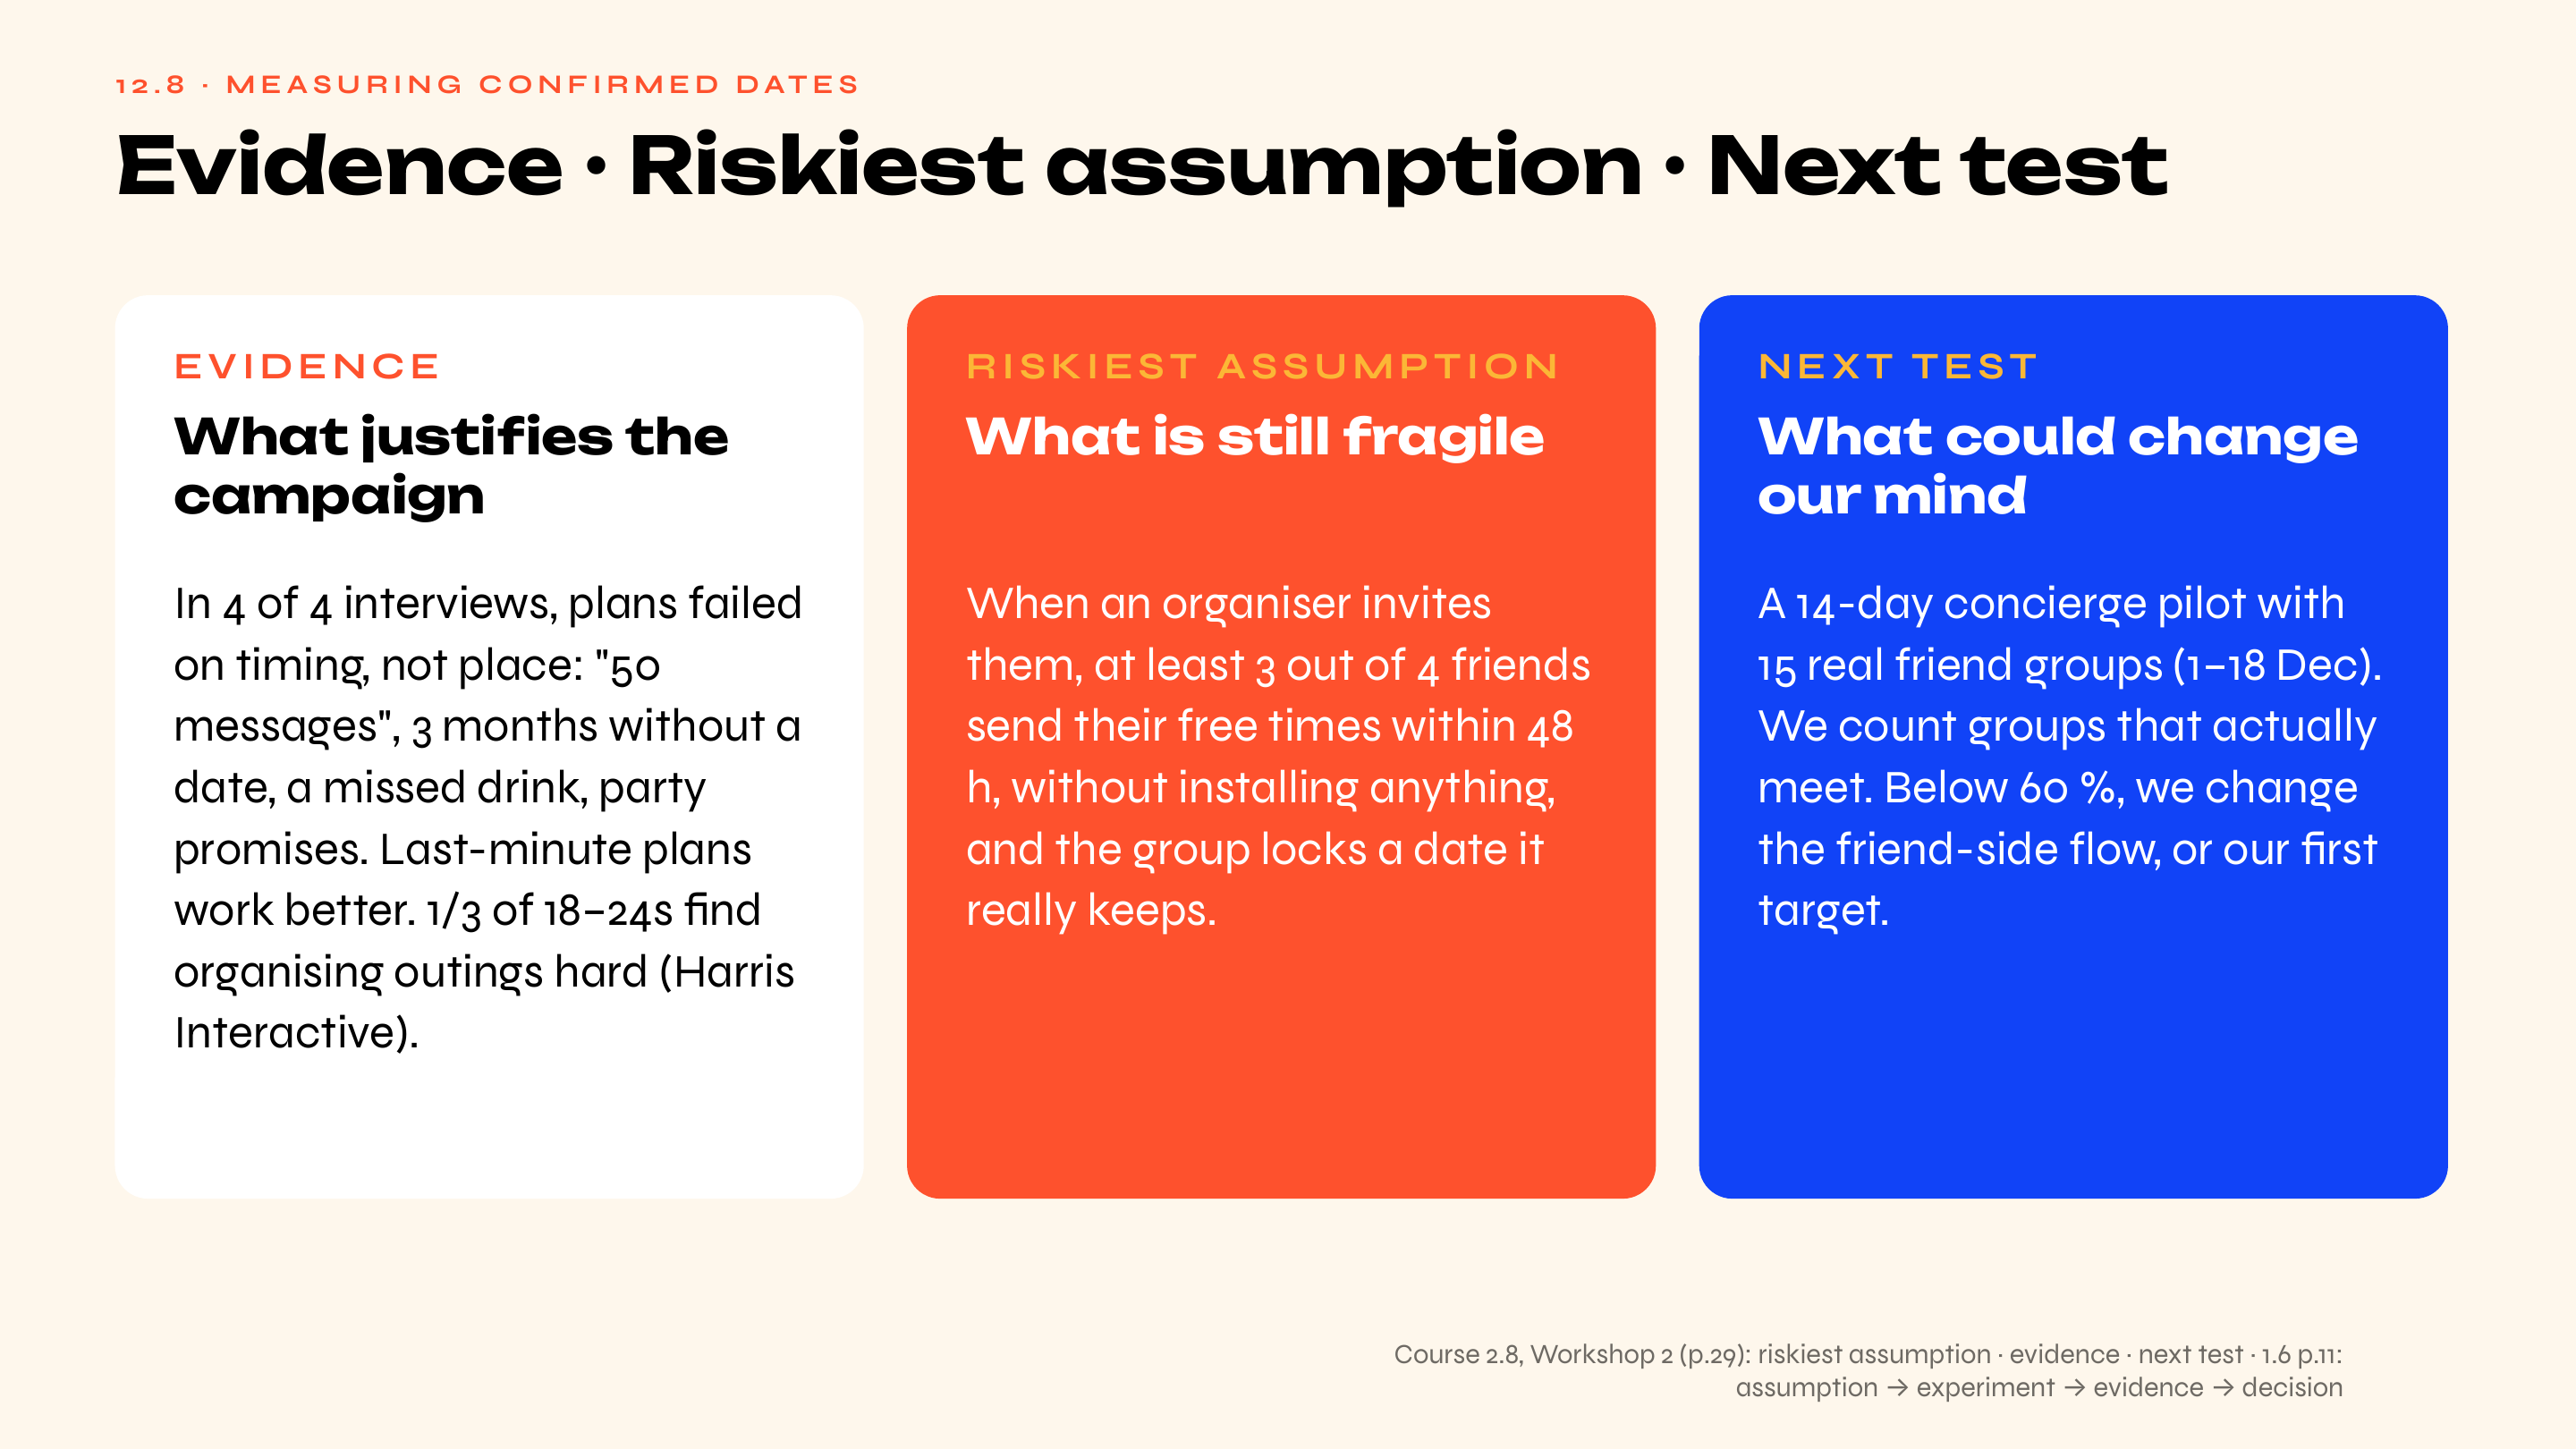 12.8 · MEASURING CONFIRMED DATES
Evidence · Riskiest assumption · Next test
EVIDENCE
What justifies the
campaign
In 4 of 4 interviews, plans failed
on timing, not place: "50
messages", 3 months without a
date, a missed drink, party
promises. Last-minute plans
work better. 1/3 of 18–24s find
organising outings hard (Harris
Interactive).
RISKIEST ASSUMPTION
What is still fragile
When an organiser invites
them, at least 3 out of 4 friends
send their free times within 48
h, without installing anything,
and the group locks a date it
really keeps.
NEXT TEST
What could change
our mind
A 14-day concierge pilot with
15 real friend groups (1–18 Dec).
We count groups that actually
meet. Below 60 %, we change
the friend-side flow, or our first
target.
Course 2.8, Workshop 2 (p.29): riskiest assumption · evidence · next test · 1.6 p.11:
assumption → experiment → evidence → decision